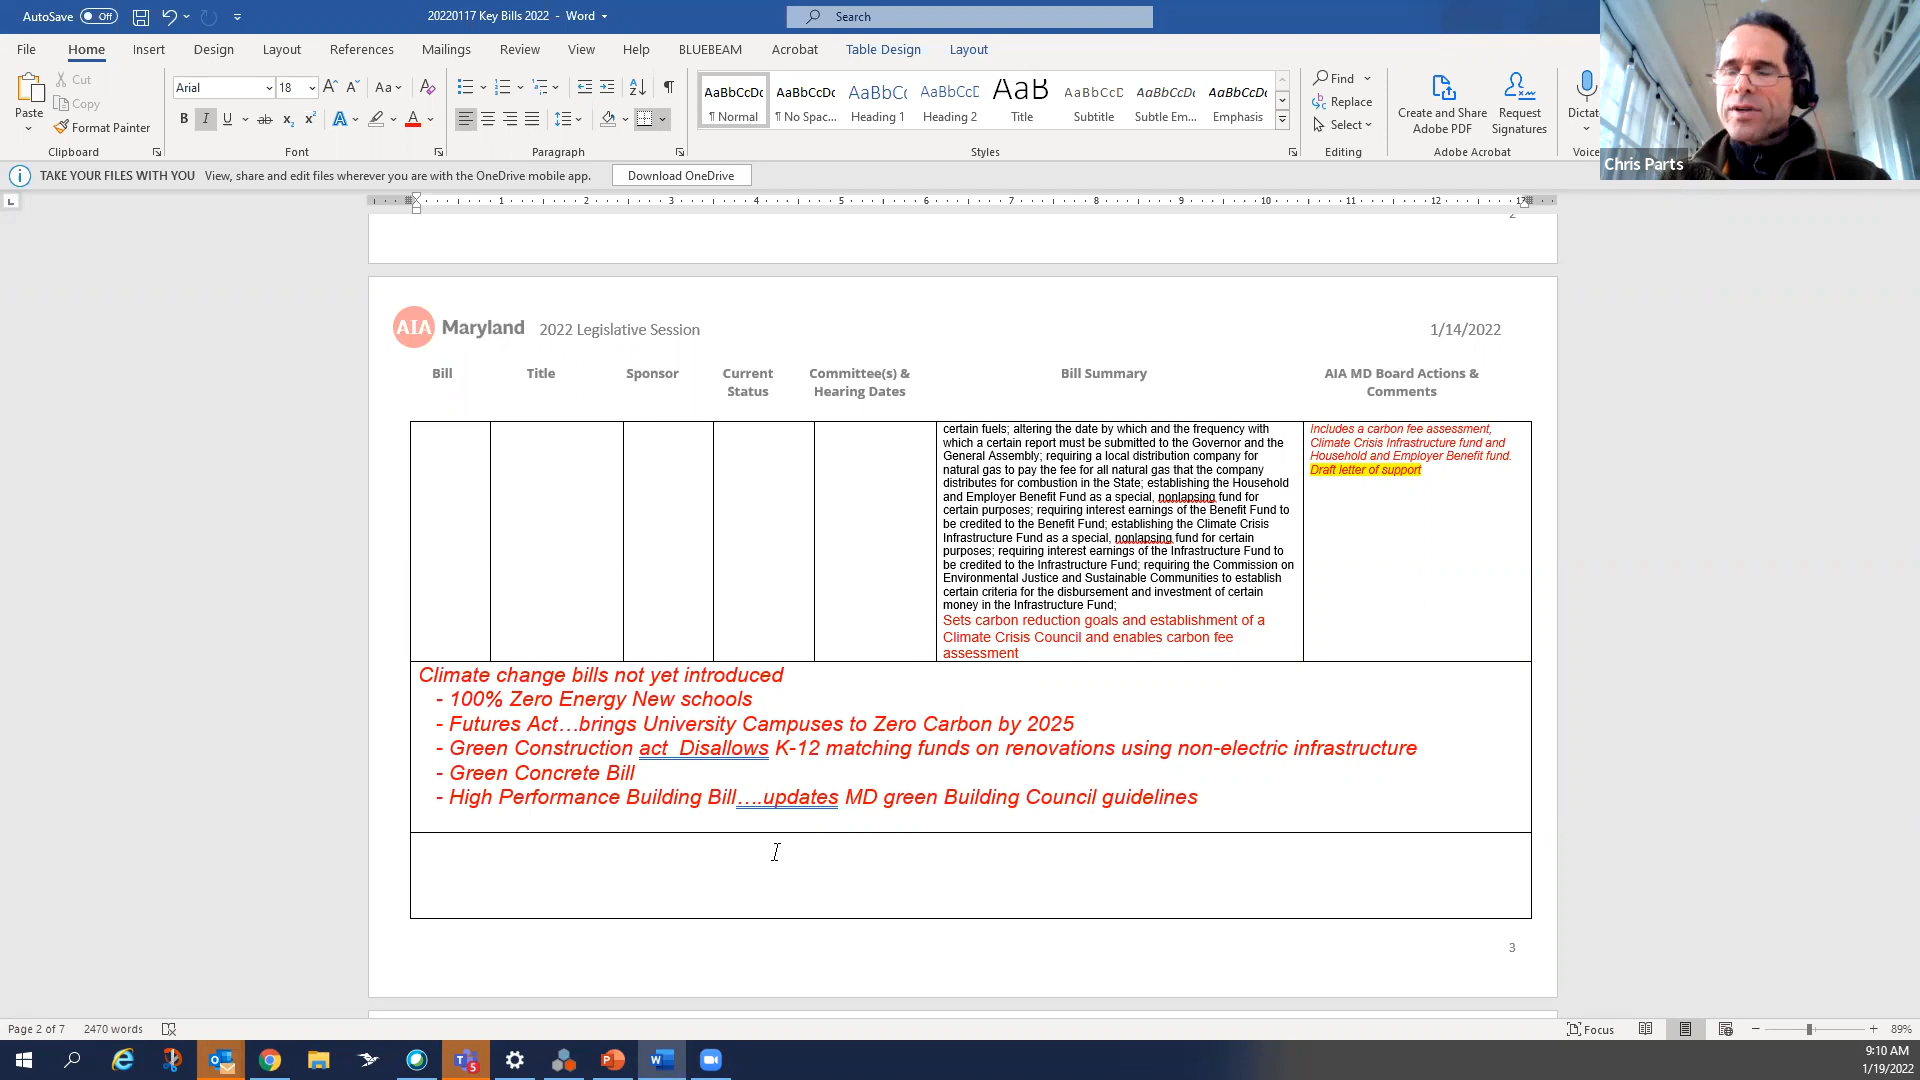 AutoSave Off 20220117 Key Bills 2022 - Word Search
File Home Insert Design Layout References Mailings Review View Help BLUEBEAM Acrobat Table Design Layout
Paste
Cut
Copy
Format Painter
Clipboard
Arial 18
Aa
Font
Paragraph
AaBbCcDc AaBbCcDc AaBbCc AaBbCcD AaB AaBbCcD AaBbCcDc AaBbCcDc
¶ Normal ¶ No Spac... Heading 1 Heading 2 Title Subtitle Subtle Em... Emphasis
Styles
Find
Replace
Select
Editing
Create and Share
Adobe PDF
Request
Signatures
Adobe Acrobat
Dictate
Voice
Chris Parts
TAKE YOUR FILES WITH YOU View, share and edit files wherever you are with the OneDrive mobile app. Download OneDrive
1 2 3 4 5 6 7 8 9 10 11 12
2
AIA Maryland 2022 Legislative Session 1/14/2022
Bill Title Sponsor Current Committee(s) & Bill Summary AIA MD Board Actions &
Status Hearing Dates Comments
certain fuels; altering the date by which and the frequency with
which a certain report must be submitted to the Governor and the
General Assembly; requiring a local distribution company for
natural gas to pay the fee for all natural gas that the company
distributes for combustion in the State; establishing the Household
and Employer Benefit Fund as a special, nonlapsing fund for
certain purposes; requiring interest earnings of the Benefit Fund to
be credited to the Benefit Fund; establishing the Climate Crisis
Infrastructure Fund as a special, nonlapsing fund for certain
purposes; requiring interest earnings of the Infrastructure Fund to
be credited to the Infrastructure Fund; requiring the Commission on
Environmental Justice and Sustainable Communities to establish
certain criteria for the disbursement and investment of certain
money in the Infrastructure Fund;
Sets carbon reduction goals and establishment of a
Climate Crisis Council and enables carbon fee
assessment
Includes a carbon fee assessment,
Climate Crisis Infrastructure fund and
Household and Employer Benefit fund.
Draft letter of support
Climate change bills not yet introduced
- 100% Zero Energy New schools
- Futures Act…brings University Campuses to Zero Carbon by 2025
- Green Construction act Disallows K-12 matching funds on renovations using non-electric infrastructure
- Green Concrete Bill
- High Performance Building Bill….updates MD green Building Council guidelines
3
Page 2 of 7 2470 words Focus 89%
9:10 AM
1/19/2022